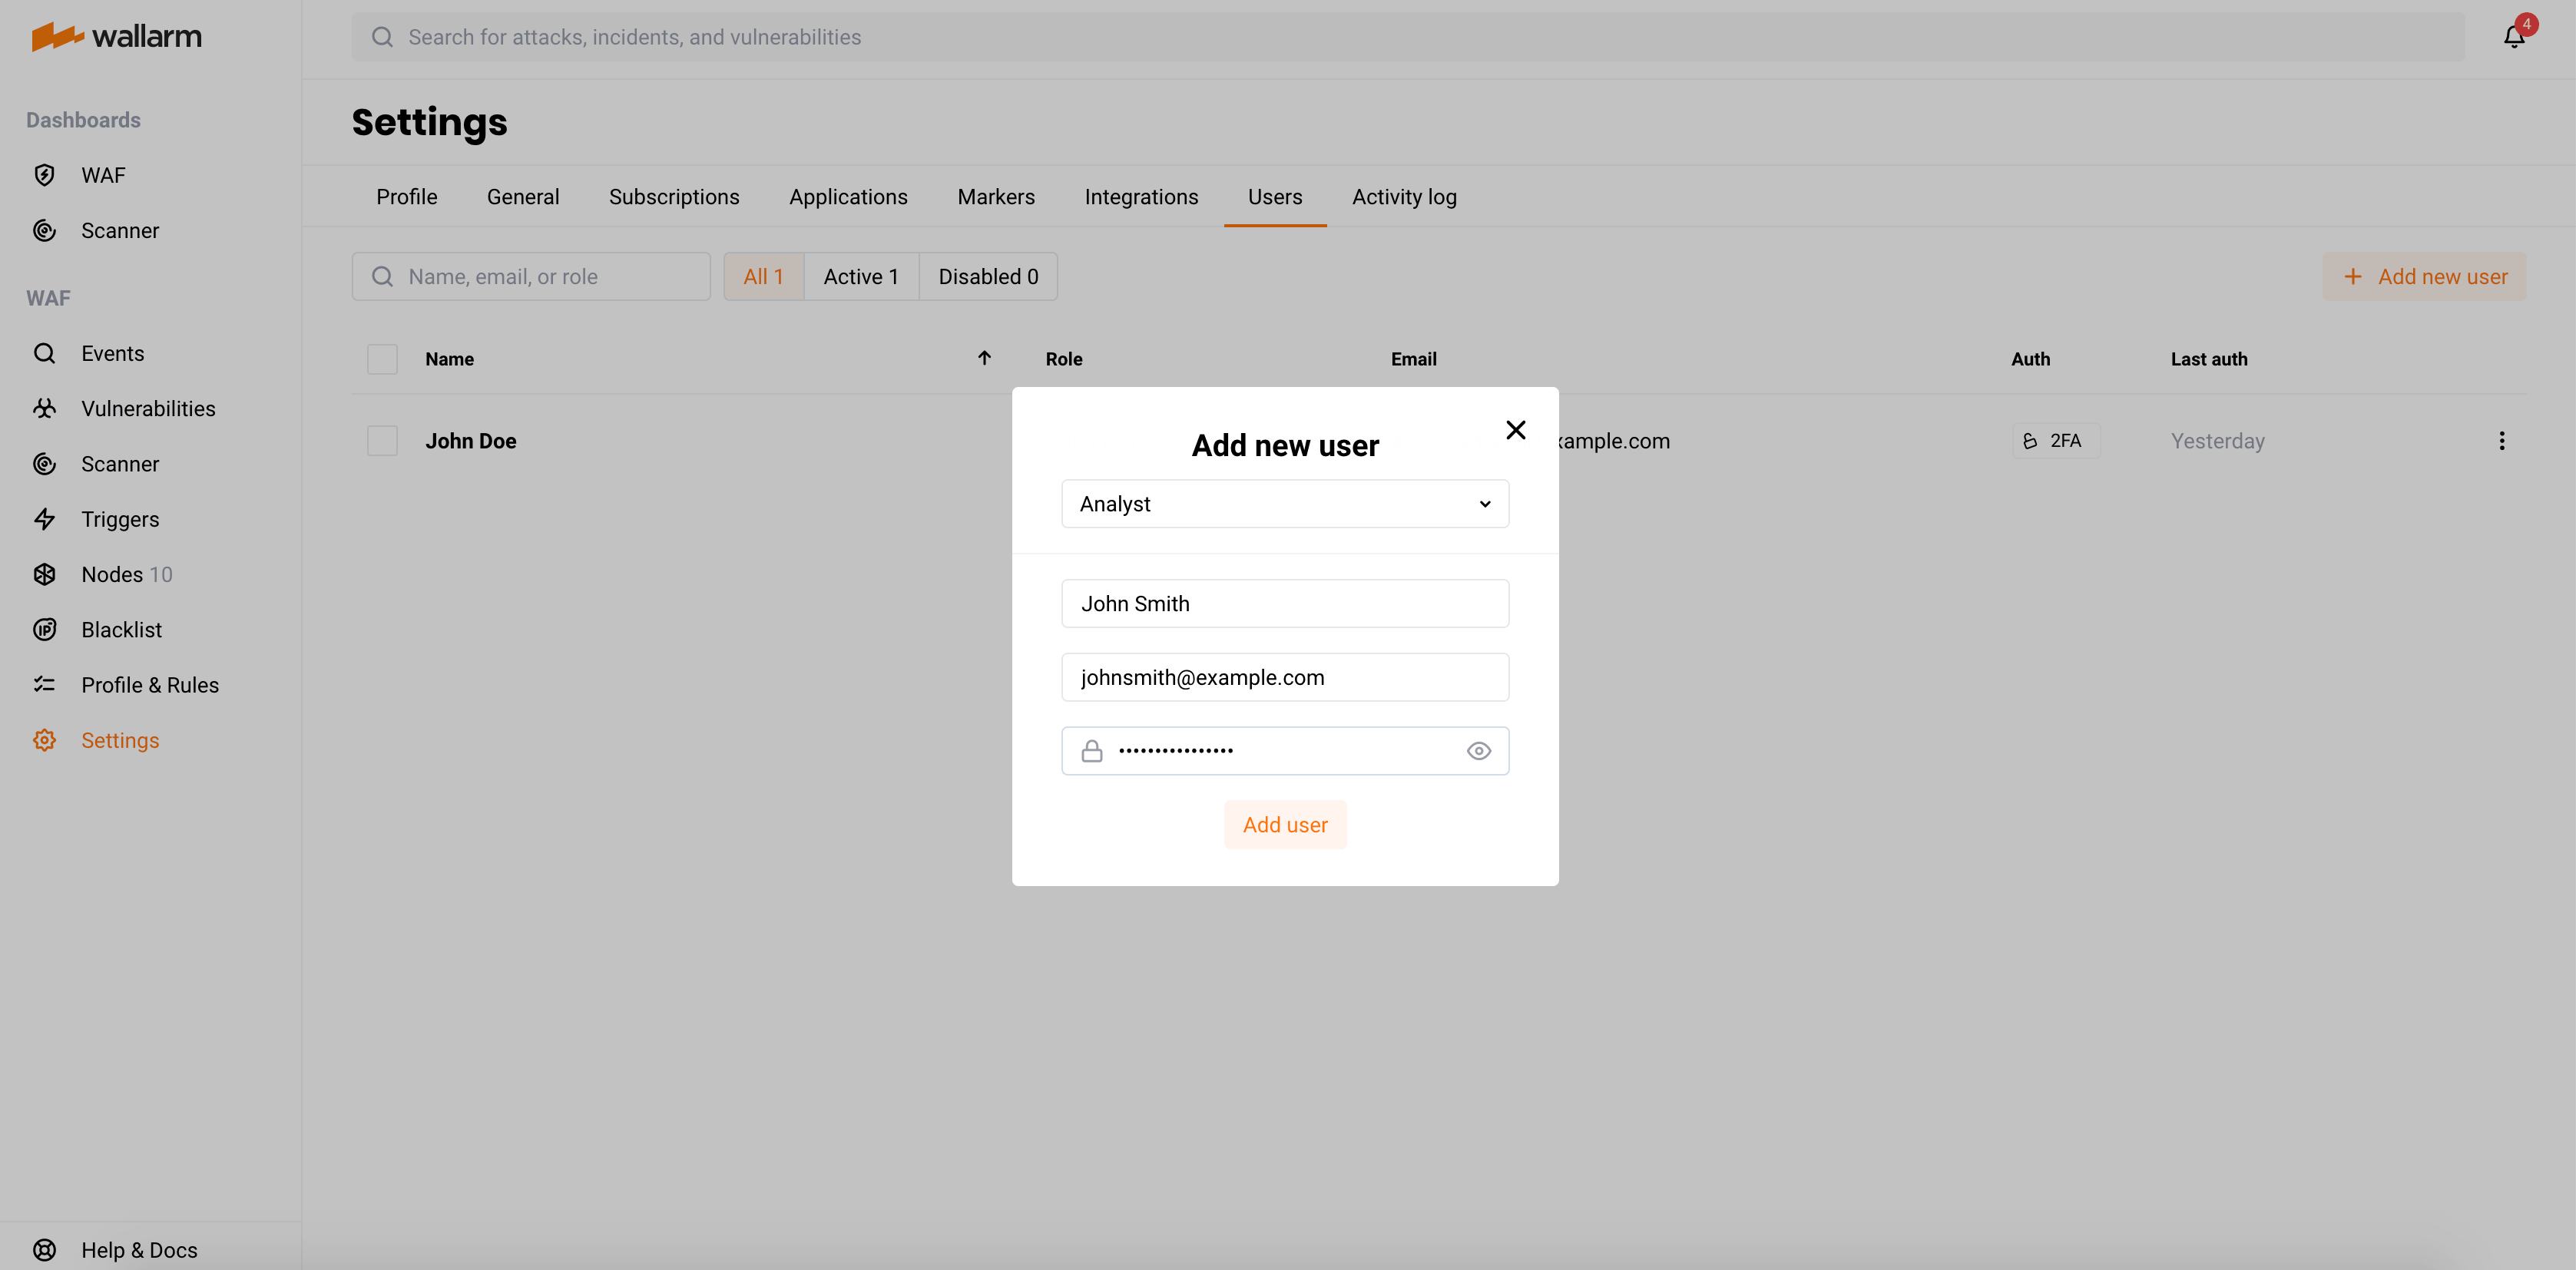 wallarm
Search for attacks, incidents, and vulnerabilities
4
Dashboards
WAF
Scanner
WAF
Events
Vulnerabilities
Scanner
Triggers
Nodes 10
Blacklist
Profile & Rules
Settings
Help & Docs
Settings
Profile General Subscriptions Applications Markers Integrations Users Activity log
Name, email, or role All 1 Active 1 Disabled 0 + Add new user
Name Role Email Auth Last auth
John Doe xample.com 2FA Yesterday
Add new user
Analyst
John Smith
johnsmith@example.com
••••••••••••••••
Add user